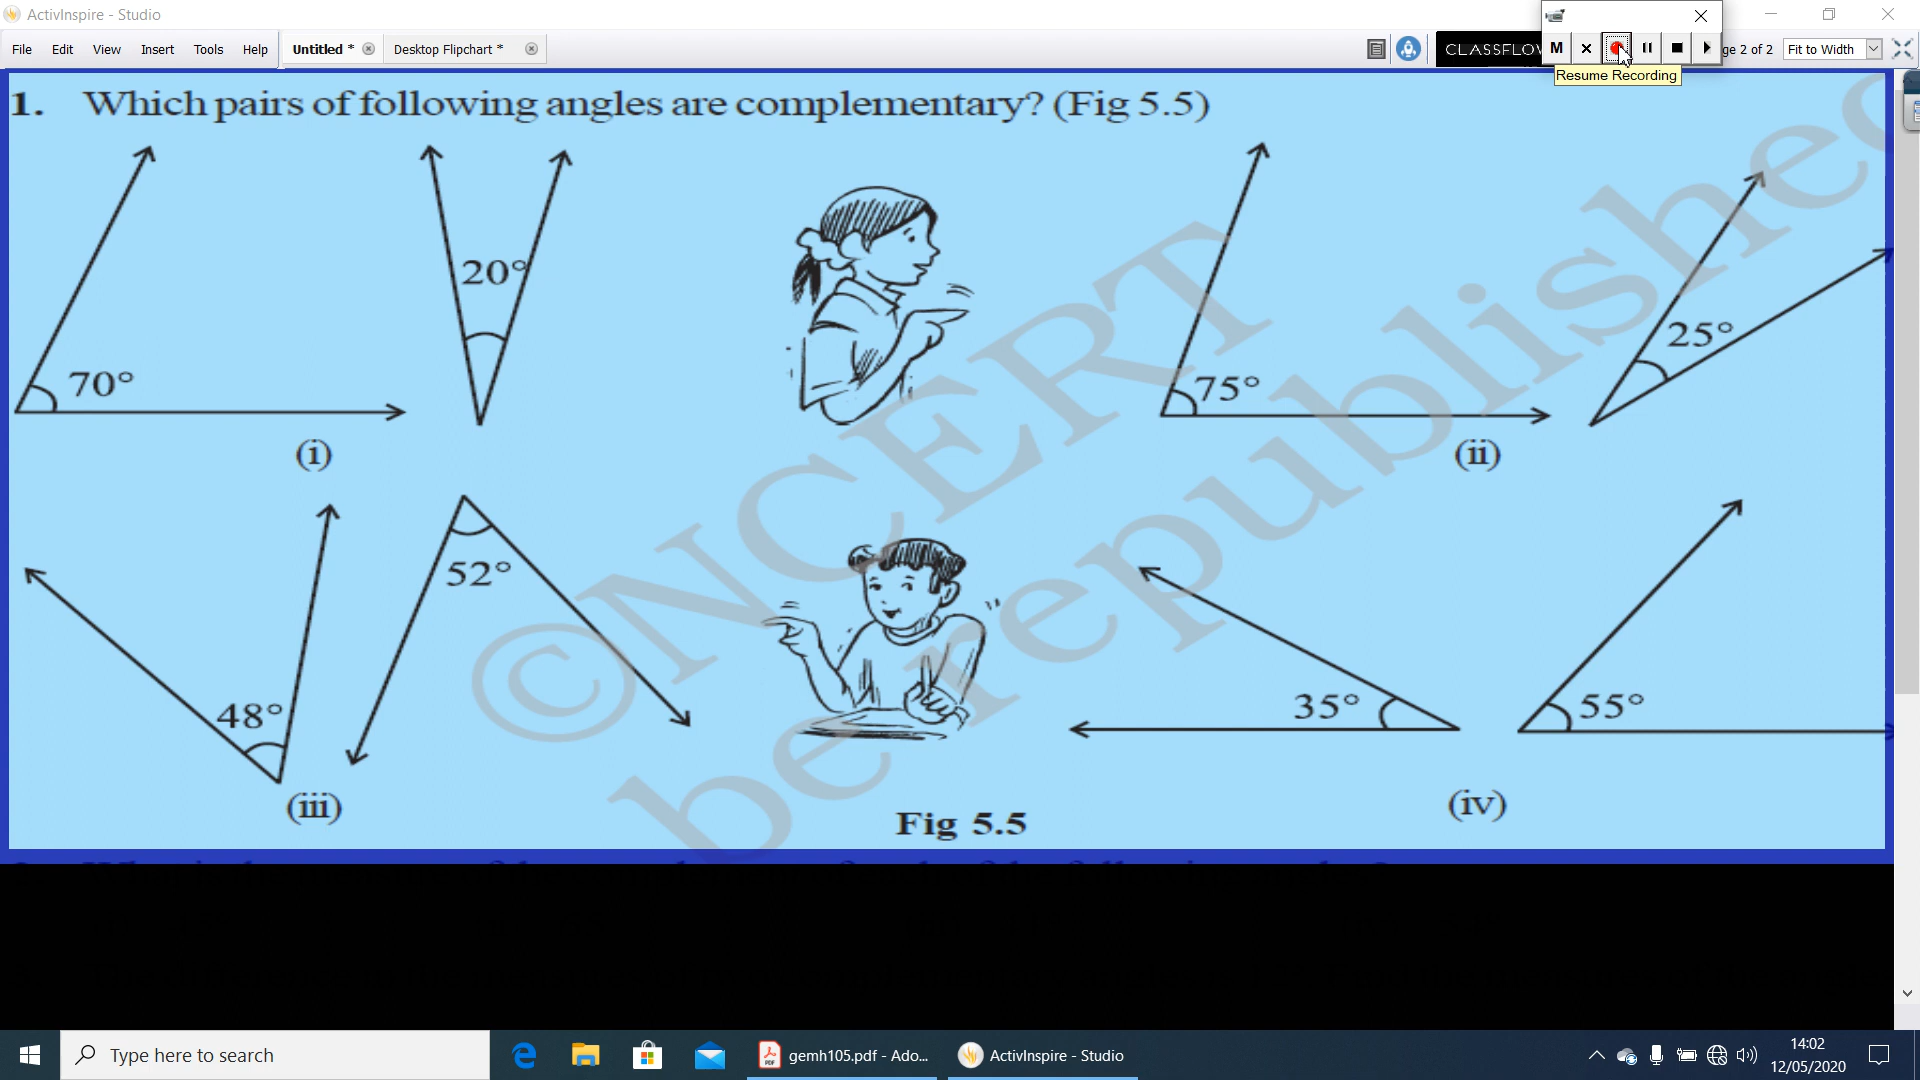 ActivInspire - Studio
File Edit View Insert Tools Help Untitled * Desktop Flipchart * CLASSFLOW M ge 2 of 2 Fit to Width
Resume Recording
1. Which pairs of following angles are complementary? (Fig 5.5)
20°
25°
70°
75°
(i)
(ii)
52°
48°
35°
55°
(iii)
(iv)
Fig 5.5
©NCERT
be republished
Type here to search
gemh105.pdf - Ado...
ActivInspire - Studio
14:02
12/05/2020